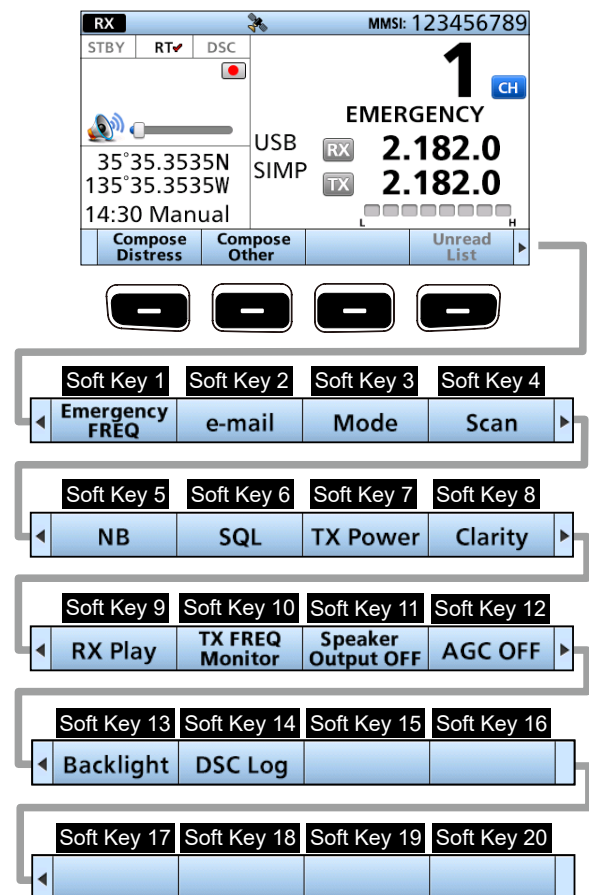 RX MMSI: 123456789
STBY RT✔ DSC
1
CH
EMERGENCY
USB RX 2.182.0
SIMP TX 2.182.0
35°35.3535N
135°35.3535W
14:30 Manual
L H
Compose Distress Compose Other Unread List
Soft Key 1 Soft Key 2 Soft Key 3 Soft Key 4
Emergency FREQ e-mail Mode Scan
Soft Key 5 Soft Key 6 Soft Key 7 Soft Key 8
NB SQL TX Power Clarity
Soft Key 9 Soft Key 10 Soft Key 11 Soft Key 12
RX Play TX FREQ Monitor Speaker Output OFF AGC OFF
Soft Key 13 Soft Key 14 Soft Key 15 Soft Key 16
Backlight DSC Log
Soft Key 17 Soft Key 18 Soft Key 19 Soft Key 20